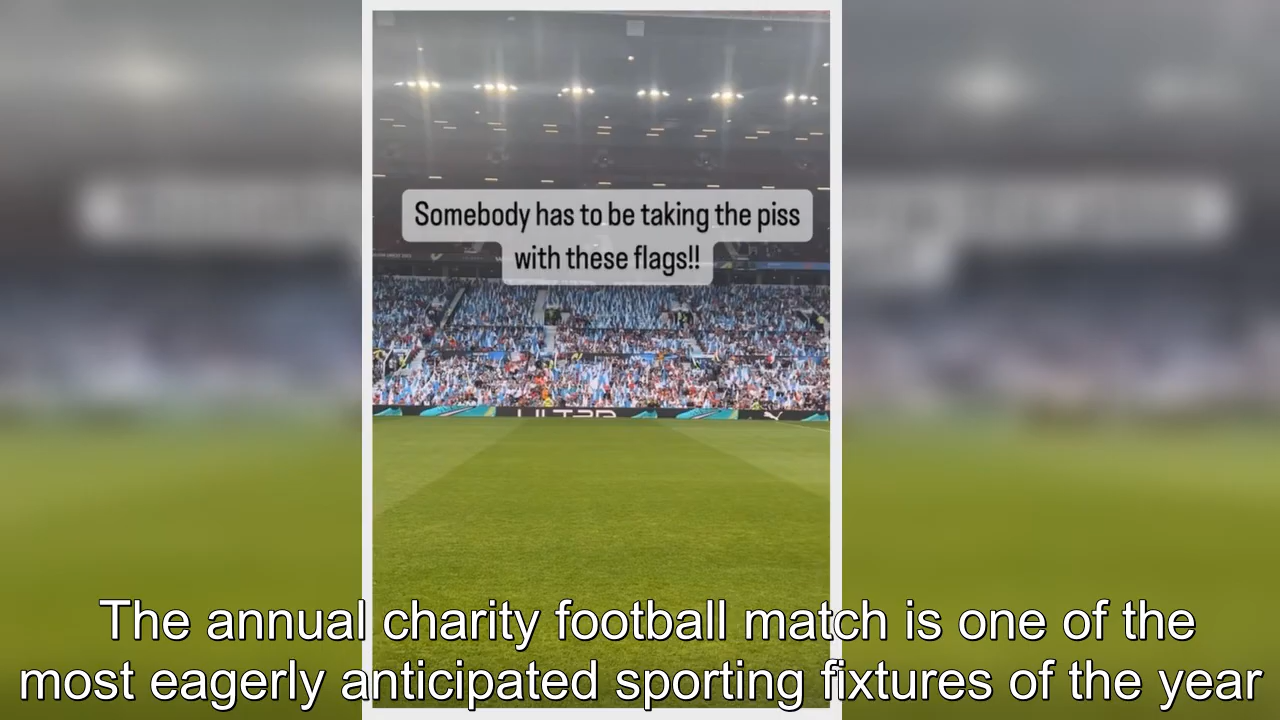 Somebody has to be taking the piss
with these flags!!
ULTRA
The annual charity football match is one of the
most eagerly anticipated sporting fixtures of the year